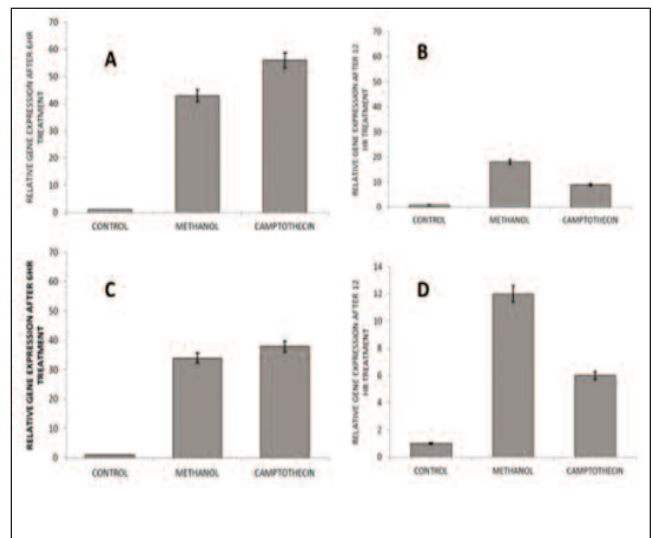 A
RELATIVE GENE EXPRESSION AFTER 6HR
TREATMENT
70
60
50
40
30
20
10
0
CONTROL METHANOL CAMPTOTHECIN
B
RELATIVE GENE EXPRESSION AFTER 12
HR TREATMENT
70
60
50
40
30
20
10
0
CONTROL METHANOL CAMPTOTHECIN
C
RELATIVE GENE EXPRESSION AFTER 6HR
TREATMENT
70
60
50
40
30
20
10
0
CONTROL METHANOL CAMPTOTHECIN
D
RELATIVE GENE EXPRESSION AFTER 12
HR TREATMENT
14
12
10
8
6
4
2
0
CONTROL METHANOL CAMPTOTHECIN